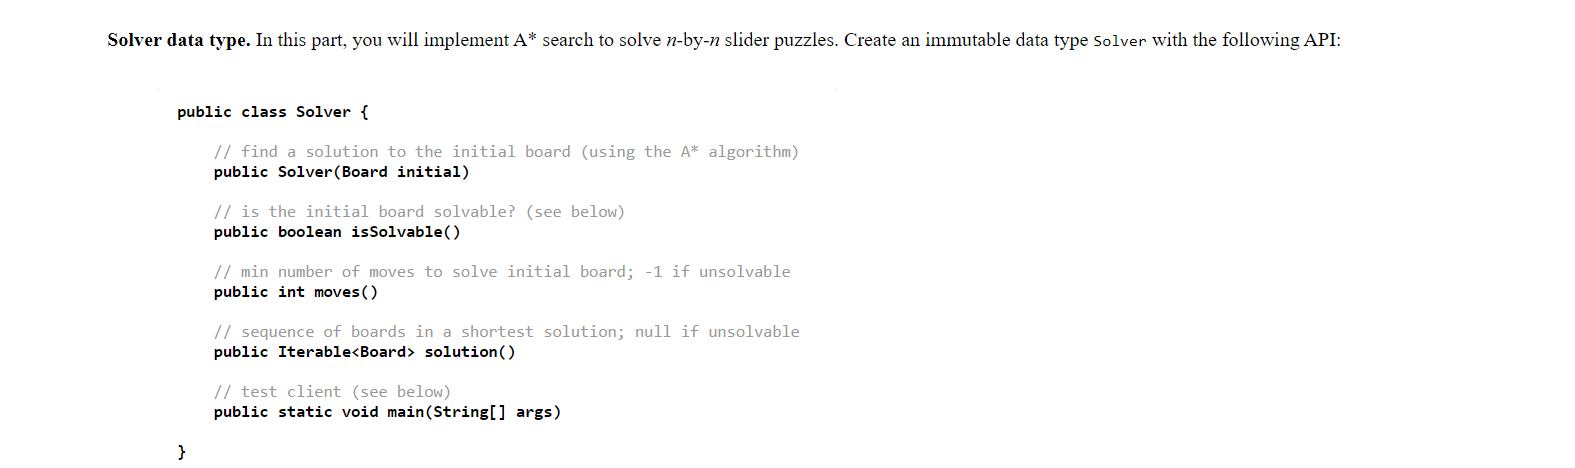 Solver data type. In this part, you will implement A* search to solve n-by-n slider puzzles. Create an immutable data type Solver with the following API:
public class Solver {
// find a solution to the initial board (using the A* algorithm)
public Solver(Board initial)
// is the initial board solvable? (see below)
public boolean isSolvable()
// min number of moves to solve initial board; -1 if unsolvable
public int moves()
// sequence of boards in a shortest solution; null if unsolvable
public Iterable<Board> solution()
// test client (see below)
public static void main(String[] args)
}